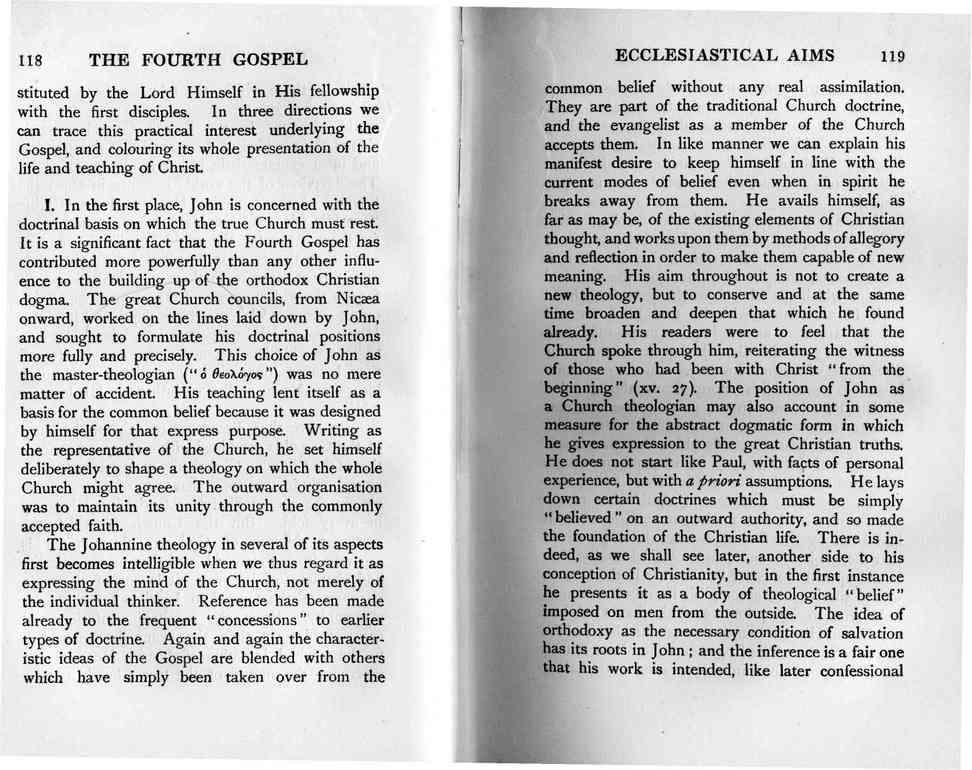 118 THE FOURTH GOSPEL
stituted by the Lord Himself in His fellowship
with the first disciples. In three directions we
can trace this practical interest underlying the
Gospel, and colouring its whole presentation of the
life and teaching of Christ.
I. In the first place, John is concerned with the
doctrinal basis on which the true Church must rest.
It is a significant fact that the Fourth Gospel has
contributed more powerfully than any other influ-
ence to the building up of the orthodox Christian
dogma. The great Church councils, from Nicæa
onward, worked on the lines laid down by John,
and sought to formulate his doctrinal positions
more fully and precisely. This choice of John as
the master-theologian (“ὁ θεολόγος”) was no mere
matter of accident. His teaching lent itself as a
basis for the common belief because it was designed
by himself for that express purpose. Writing as
the representative of the Church, he set himself
deliberately to shape a theology on which the whole
Church might agree. The outward organisation
was to maintain its unity through the commonly
accepted faith.
The Johannine theology in several of its aspects
first becomes intelligible when we thus regard it as
expressing the mind of the Church, not merely of
the individual thinker. Reference has been made
already to the frequent “concessions” to earlier
types of doctrine. Again and again the character-
istic ideas of the Gospel are blended with others
which have simply been taken over from the
ECCLESIASTICAL AIMS 119
common belief without any real assimilation.
They are part of the traditional Church doctrine,
and the evangelist as a member of the Church
accepts them. In like manner we can explain his
manifest desire to keep himself in line with the
current modes of belief even when in spirit he
breaks away from them. He avails himself, as
far as may be, of the existing elements of Christian
thought, and works upon them by methods of allegory
and reflection in order to make them capable of new
meaning. His aim throughout is not to create a
new theology, but to conserve and at the same
time broaden and deepen that which he found
already. His readers were to feel that the
Church spoke through him, reiterating the witness
of those who had been with Christ “from the
beginning” (xv. 27). The position of John as
a Church theologian may also account in some
measure for the abstract dogmatic form in which
he gives expression to the great Christian truths.
He does not start like Paul, with facts of personal
experience, but with a priori assumptions. He lays
down certain doctrines which must be simply
“believed” on an outward authority, and so made
the foundation of the Christian life. There is in-
deed, as we shall see later, another side to his
conception of Christianity, but in the first instance
he presents it as a body of theological “belief”
imposed on men from the outside. The idea of
orthodoxy as the necessary condition of salvation
has its roots in John; and the inference is a fair one
that his work is intended, like later confessional